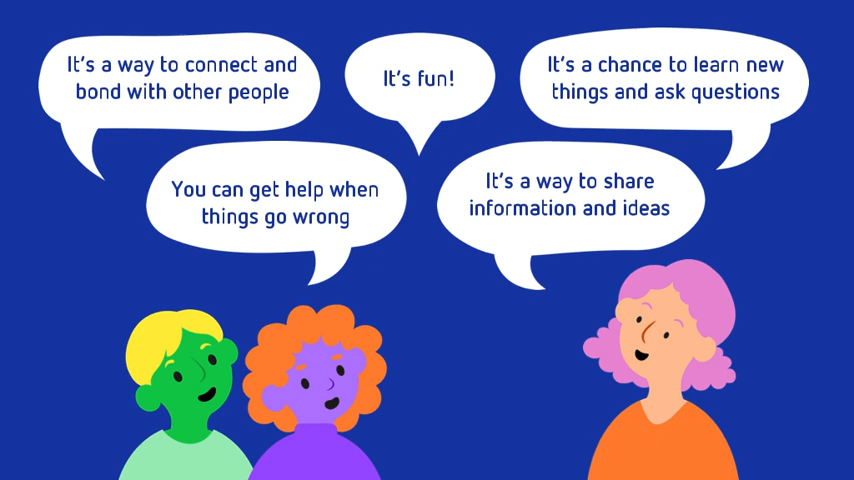 It's a way to connect and
bond with other people
It's fun!
It's a chance to learn new
things and ask questions
You can get help when
things go wrong
It's a way to share
information and ideas